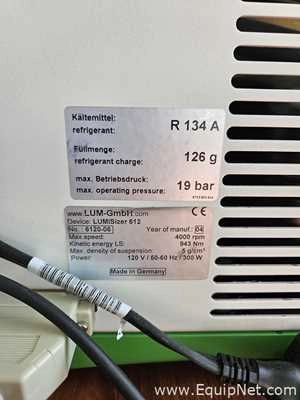 Kältemittel:
refrigerant: R 134 A
Füllmenge:
refrigerant charge: 126 g
max. Betriebsdruck:
max. operating pressure: 19 bar
www.LUM-GmbH.com CE
Device: LUMiSizer 612
No.: 6120-06 Year of manuf.: 04
Max speed: 4000 rpm
Kinetic energy LS: 943 Nm
Max. density of suspension: 5 g/cm³
Power: 120 V / 50-60 Hz / 300 W
Made in Germany
© www.EquipNet.com